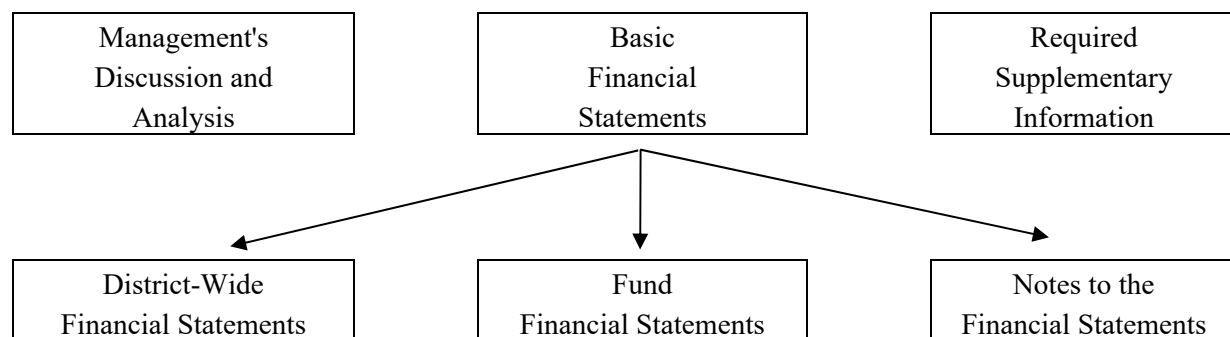 Management's
Discussion and
Analysis
Basic
Financial
Statements
Required
Supplementary
Information
District-Wide
Financial Statements
Fund
Financial Statements
Notes to the
Financial Statements